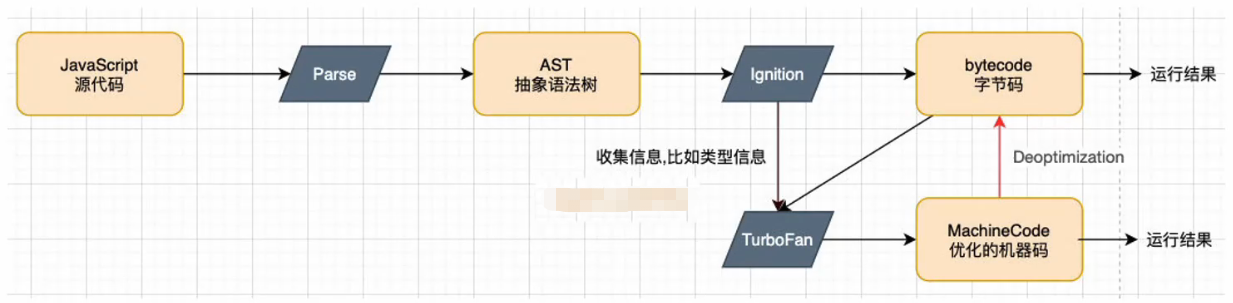 JavaScript
源代码
Parse
AST
抽象语法树
Ignition
bytecode
字节码
运行结果
收集信息,比如类型信息
Deoptimization
TurboFan
MachineCode
优化的机器码
运行结果